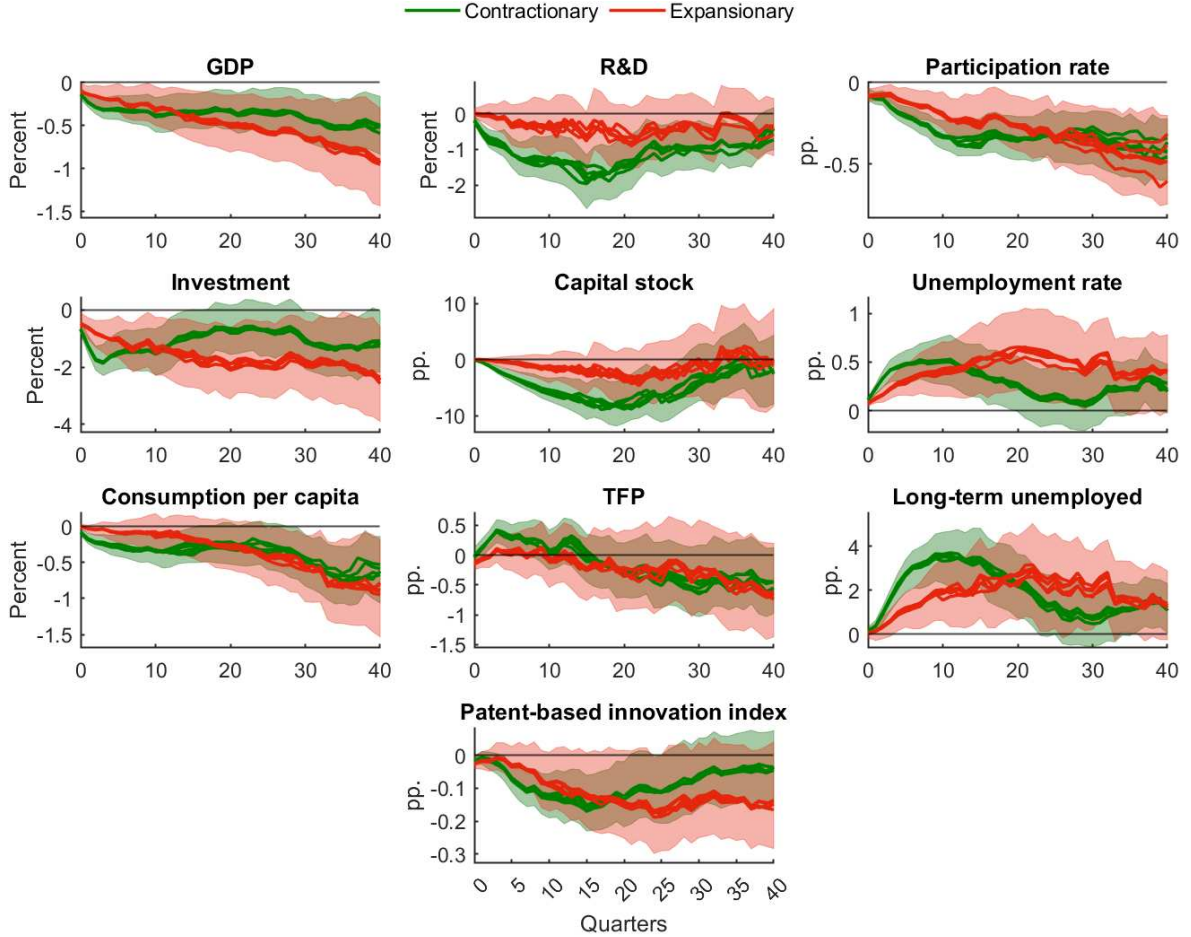 Contractionary Expansionary
GDP
Percent
0
-0.5
-1
-1.5
0 10 20 30 40
R&D
Percent
0
-1
-2
0 10 20 30 40
Participation rate
pp.
0
-0.5
0 10 20 30 40
Investment
Percent
0
-2
-4
0 10 20 30 40
Capital stock
pp.
10
0
-10
0 10 20 30 40
Unemployment rate
pp.
1
0.5
0
0 10 20 30 40
Consumption per capita
Percent
0
-0.5
-1
-1.5
0 10 20 30 40
TFP
pp.
0.5
0
-0.5
-1
-1.5
0 10 20 30 40
Long-term unemployed
pp.
4
2
0
0 10 20 30 40
Patent-based innovation index
pp.
0
-0.1
-0.2
-0.3
0 5 10 15 20 25 30 35 40
Quarters